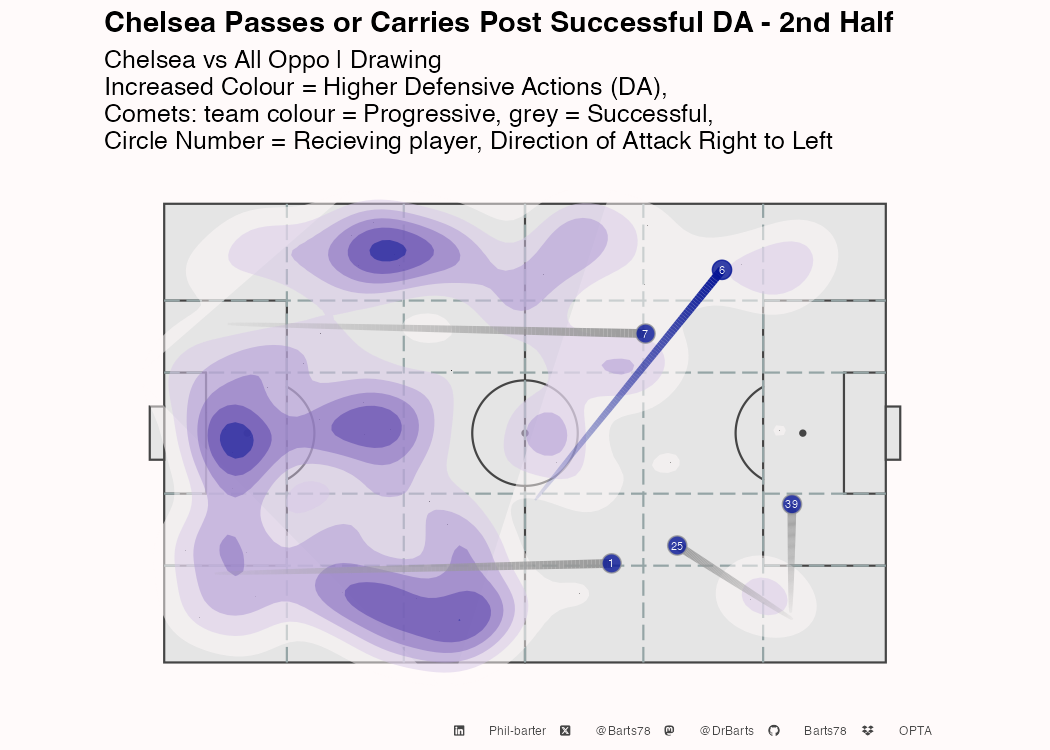 Chelsea Passes or Carries Post Successful DA - 2nd Half
Chelsea vs All Oppo | Drawing
Increased Colour = Higher Defensive Actions (DA),
Comets: team colour = Progressive, grey = Successful,
Circle Number = Recieving player, Direction of Attack Right to Left
6
7
39
25
1
Phil-barter @Barts78 @DrBarts Barts78 OPTA